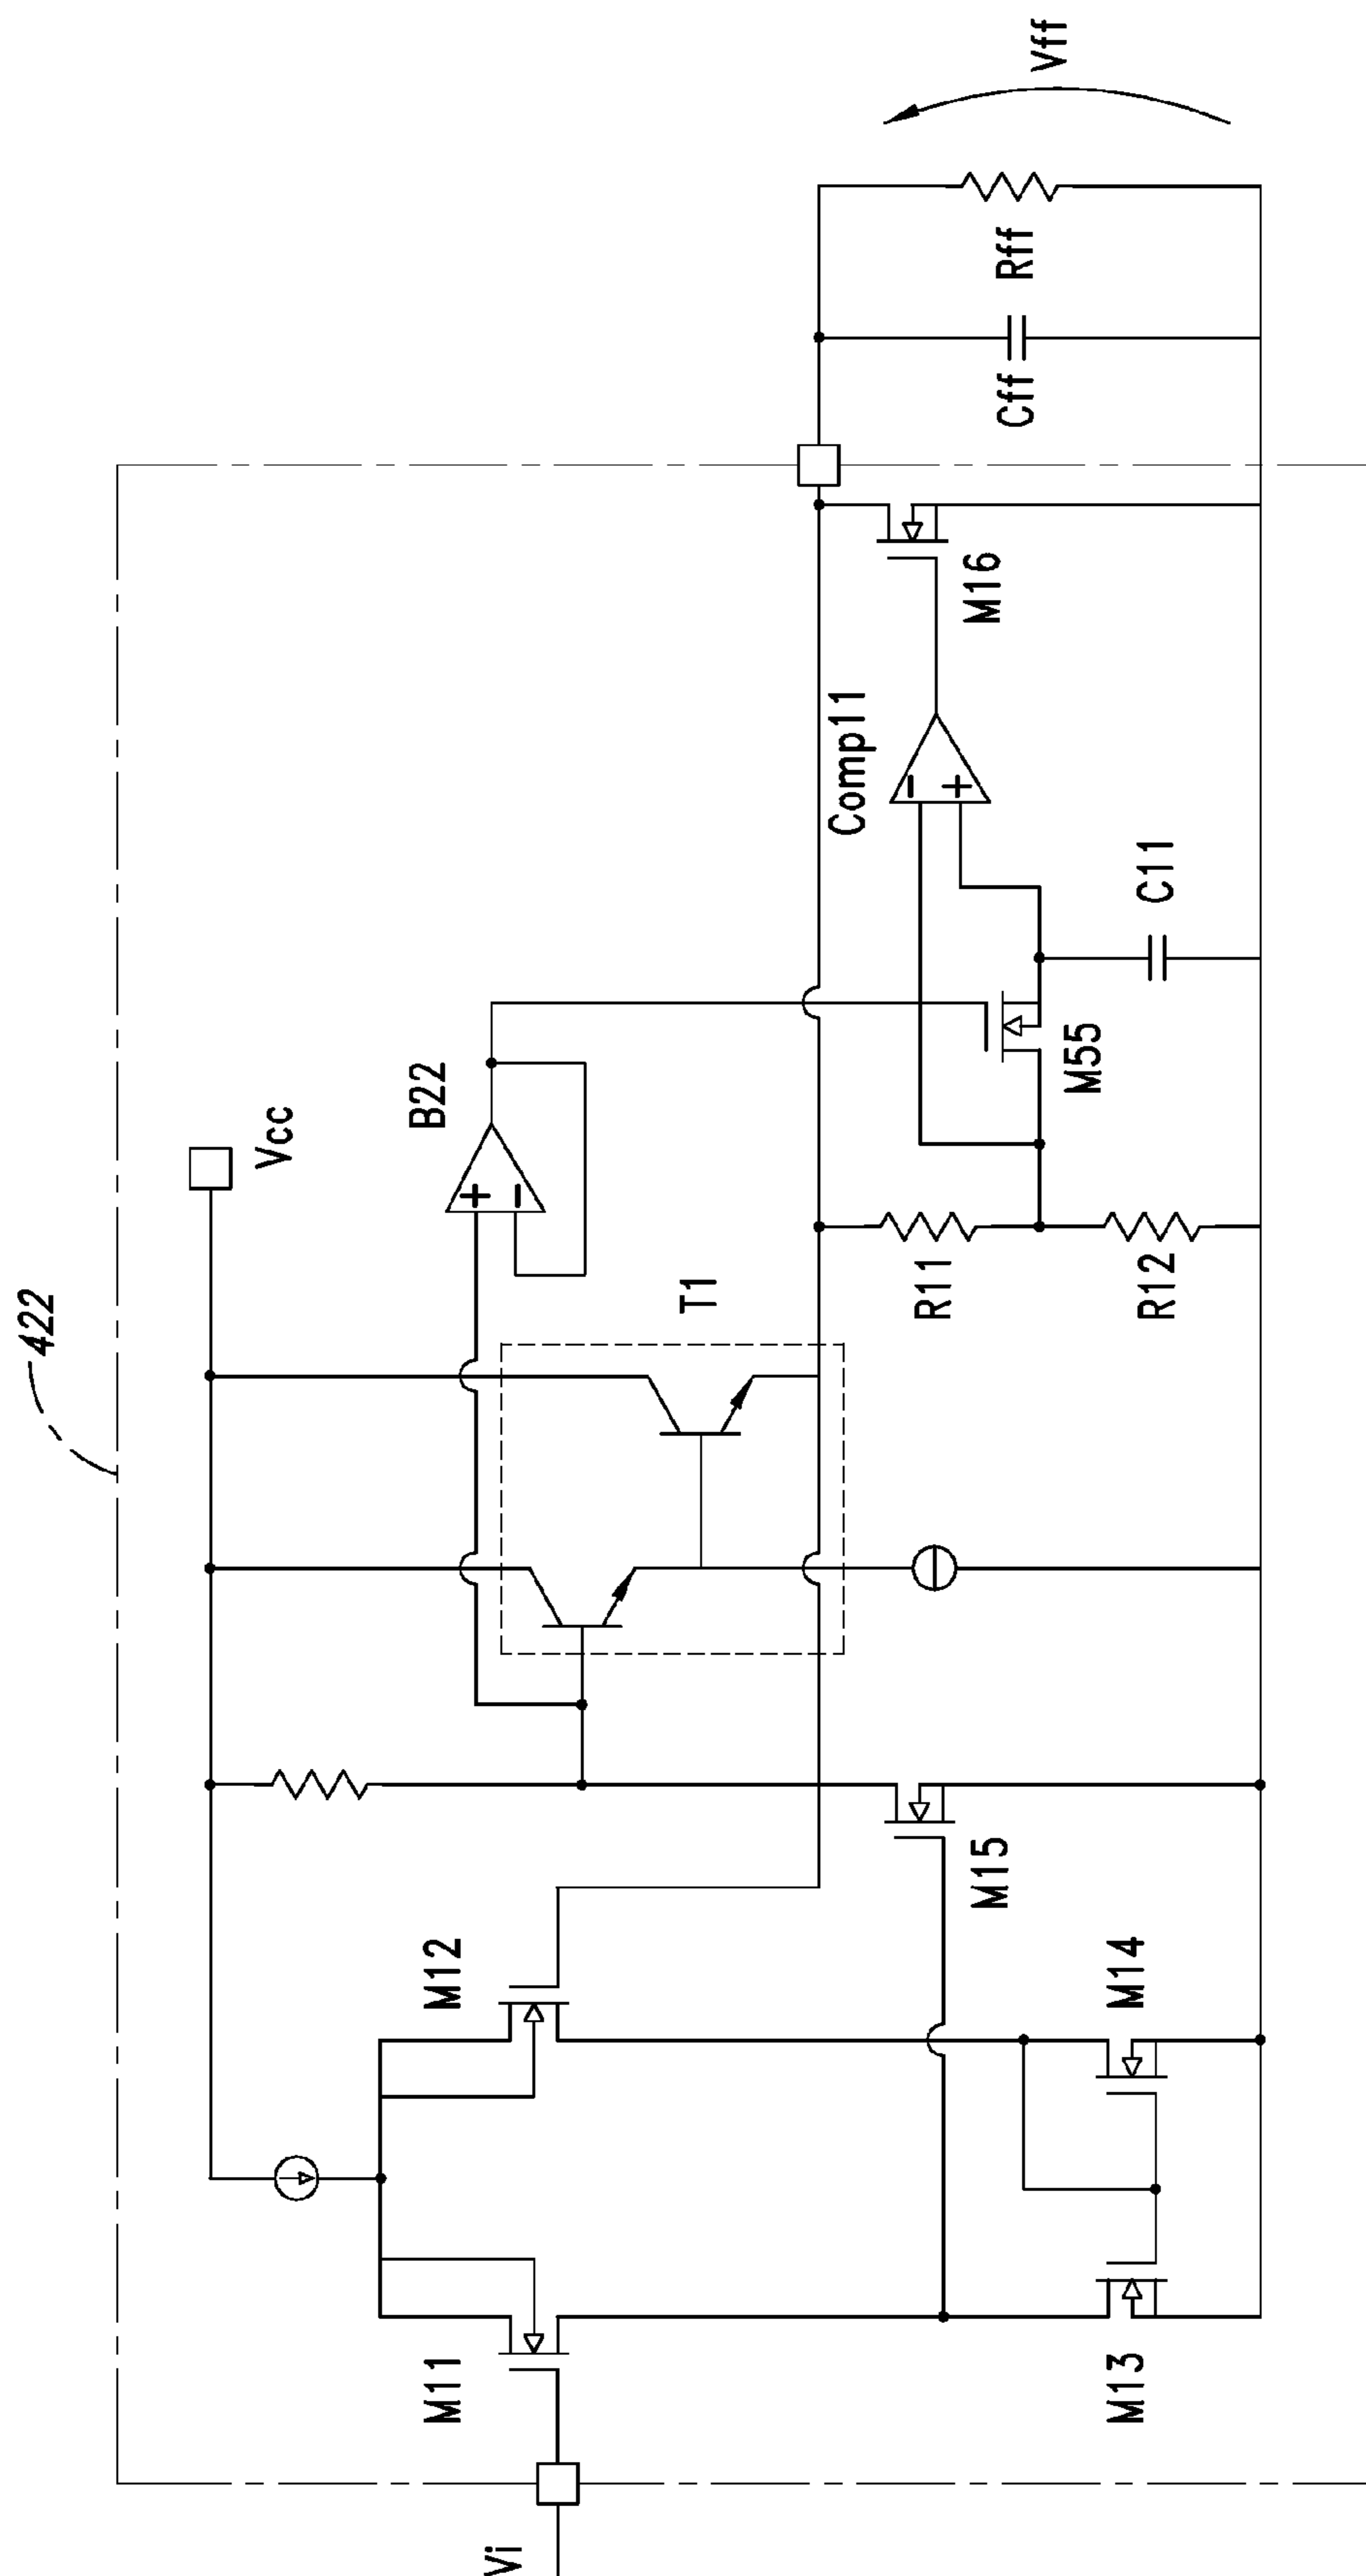 422
Vcc
B22
T1
Comp11
M12
M11
Vi
M15
M14
M13
R11
R12
M55
C11
M16
Cff
Rff
Vff
+
−
−
+